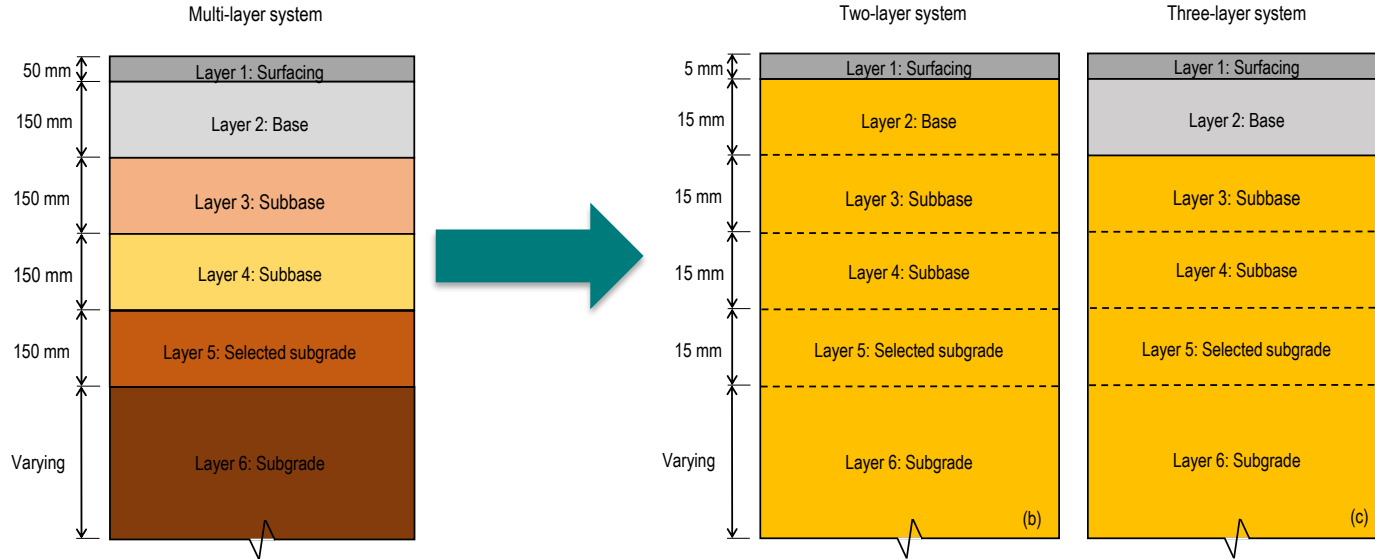 Multi-layer system
50 mm
Layer 1: Surfacing
150 mm
Layer 2: Base
150 mm
Layer 3: Subbase
150 mm
Layer 4: Subbase
150 mm
Layer 5: Selected subgrade
Varying
Layer 6: Subgrade
Two-layer system
5 mm
Layer 1: Surfacing
15 mm
Layer 2: Base
15 mm
Layer 3: Subbase
15 mm
Layer 4: Subbase
15 mm
Layer 5: Selected subgrade
Varying
Layer 6: Subgrade
(b)
Three-layer system
Layer 1: Surfacing
Layer 2: Base
Layer 3: Subbase
Layer 4: Subbase
Layer 5: Selected subgrade
Layer 6: Subgrade
(c)